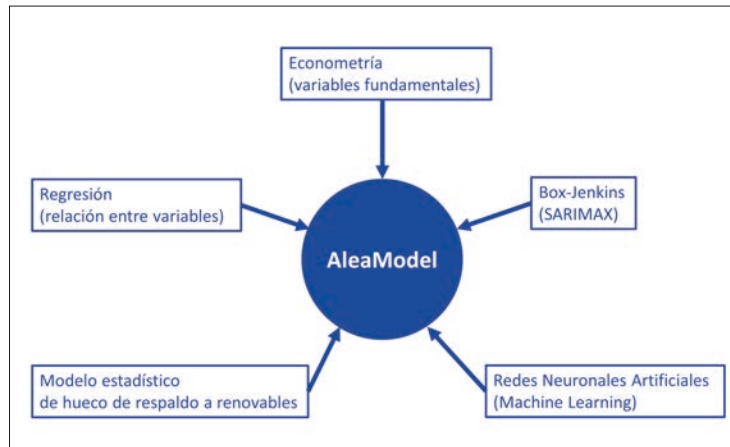 Econometría
(variables fundamentales)
Regresión
(relación entre variables)
Box-Jenkins
(SARIMAX)
AleaModel
Modelo estadístico
de hueco de respaldo a renovables
Redes Neuronales Artificiales
(Machine Learning)